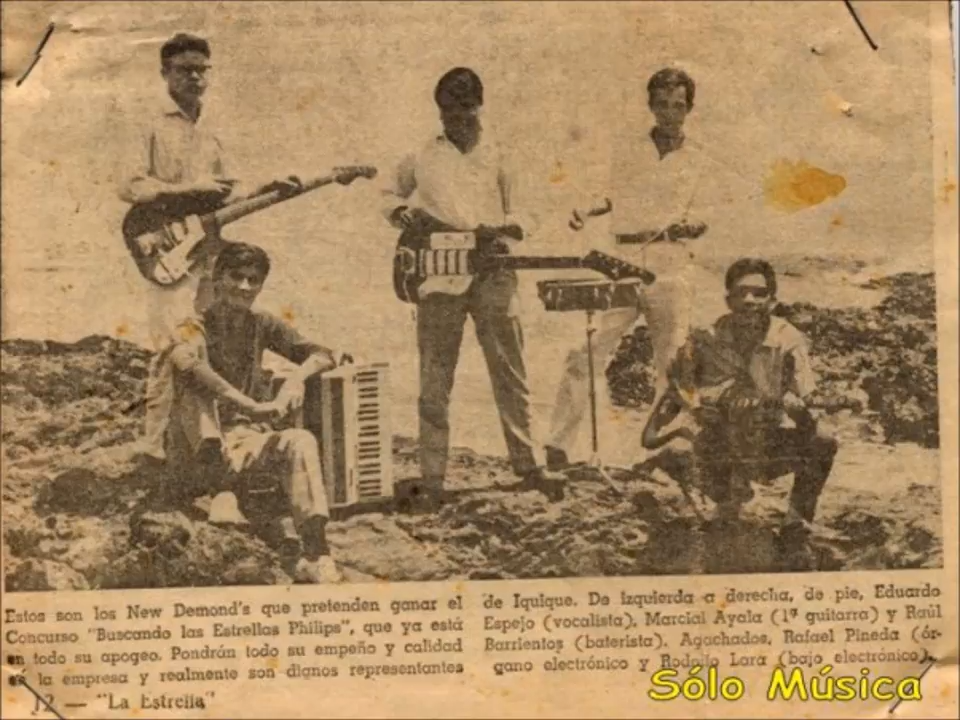 Estos son los New Demond's que pretenden ganar el
Concurso "Buscando las Estrellas Philips", que ya está
en todo su apogeo. Pondrán todo su empeño y calidad
la empresa y realmente son dignos representantes
12 — "La Estrella"
de Iquique. De izquierda a derecha, de pie, Eduardo
Espejo (vocalista), Marcial Ayala (1ª guitarra) y Raúl
Barrientos (baterista). Agachados, Rafael Pineda (ór-
gano electrónico y Rodolfo Lara (bajo electrónico).
Sólo Música